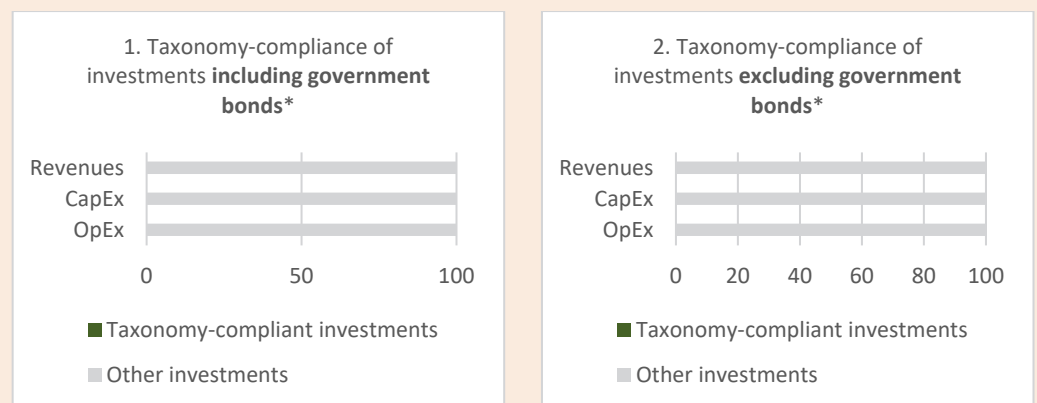 1. Taxonomy-compliance of
investments including government
bonds*
Revenues
CapEx
OpEx
0 50 100
Taxonomy-compliant investments
Other investments
2. Taxonomy-compliance of
investments excluding government
bonds*
Revenues
CapEx
OpEx
0 20 40 60 80 100
Taxonomy-compliant investments
Other investments